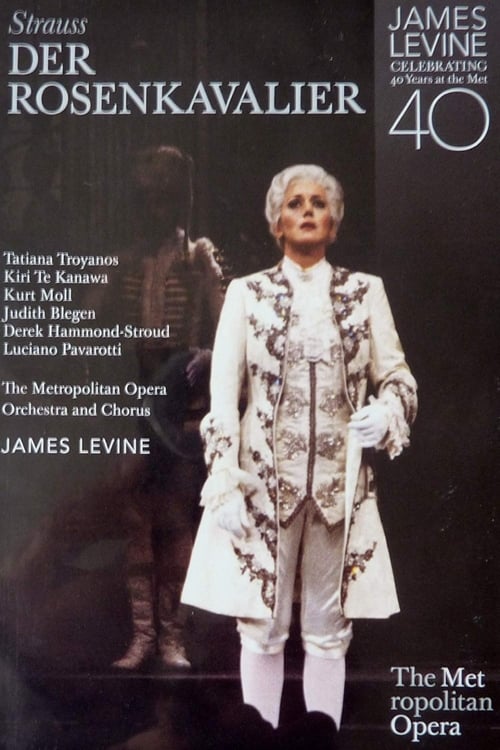 Strauss
DER
ROSENKAVALIER
JAMES
LEVINE
CELEBRATING
40 Years at the Met
40
Tatiana Troyanos
Kiri Te Kanawa
Kurt Moll
Judith Blegen
Derek Hammond-Stroud
Luciano Pavarotti
The Metropolitan Opera
Orchestra and Chorus
JAMES LEVINE
The Met
ropolitan
Opera